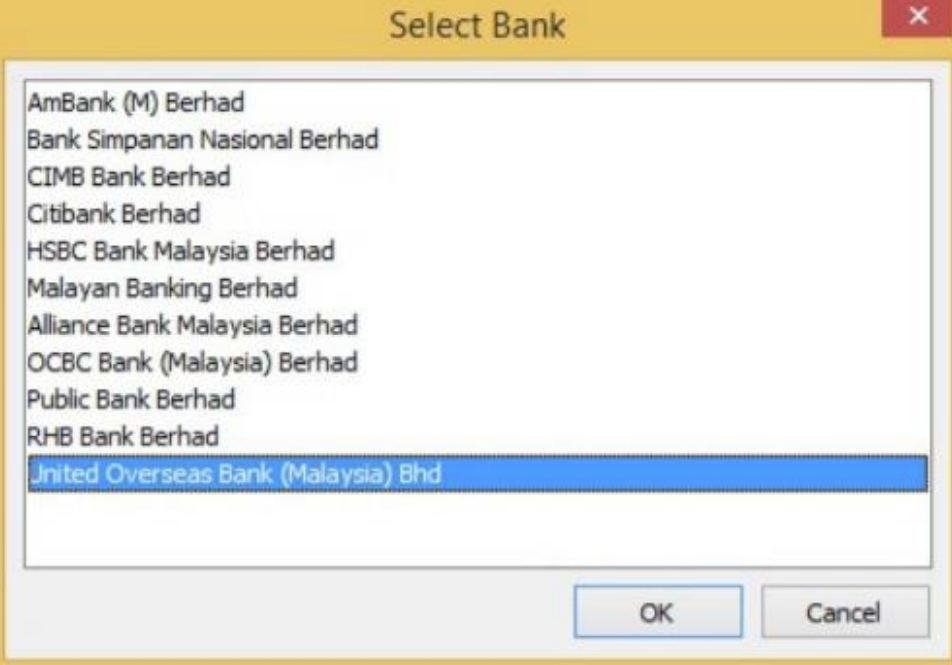 Select Bank
AmBank (M) Berhad
Bank Simpanan Nasional Berhad
CIMB Bank Berhad
Citibank Berhad
HSBC Bank Malaysia Berhad
Malayan Banking Berhad
Alliance Bank Malaysia Berhad
OCBC Bank (Malaysia) Berhad
Public Bank Berhad
RHB Bank Berhad
United Overseas Bank (Malaysia) Bhd
OK
Cancel